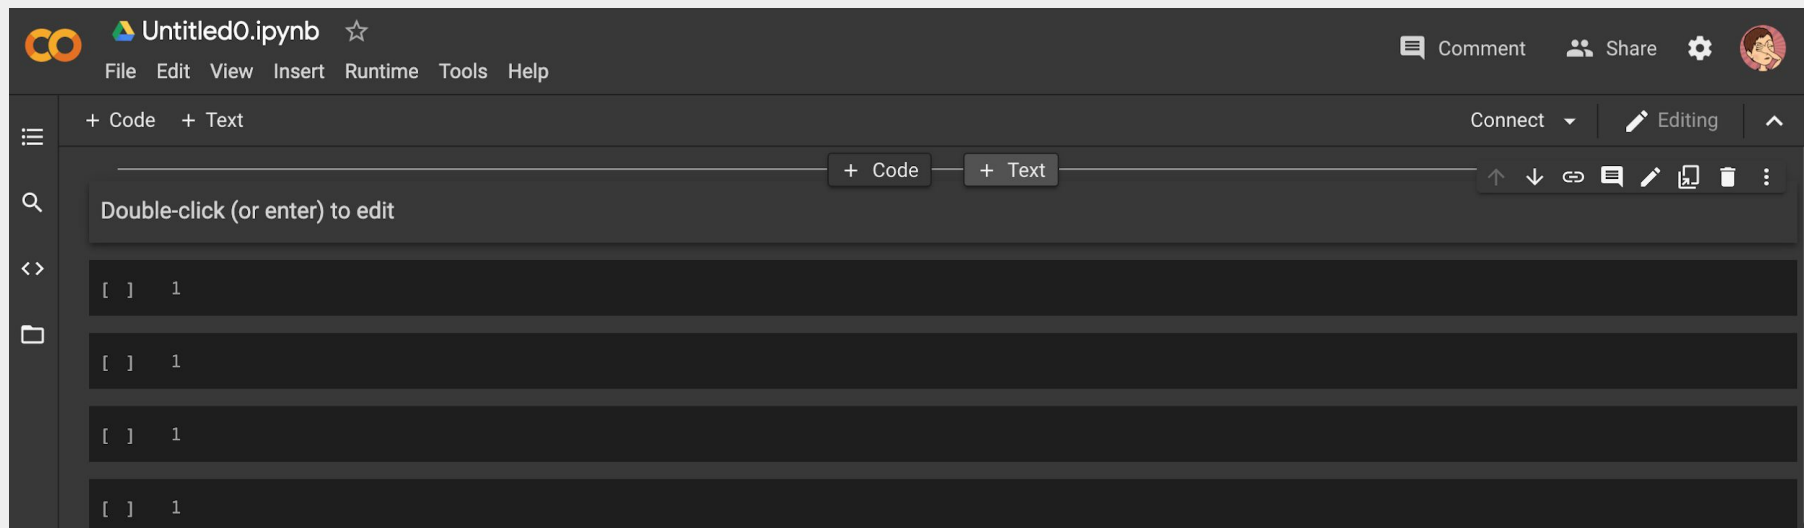 Untitled0.ipynb
Comment Share
File Edit View Insert Runtime Tools Help
+ Code + Text
Connect Editing
+ Code + Text
Double-click (or enter) to edit
[ ] 1
[ ] 1
[ ] 1
[ ] 1